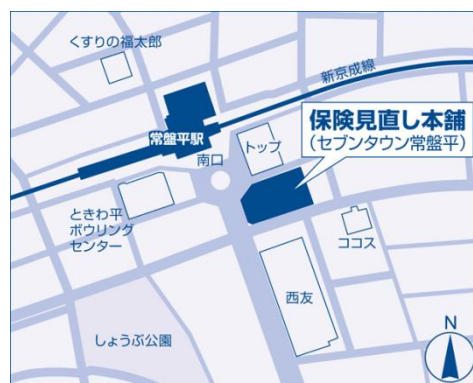 くすりの福太郎
新京成線
保険見直し本舗
(セブンタウン常盤平)
常盤平駅
トップ
南口
ときわ平
ボウリング
センター
ココス
西友
しょうぶ公園
N